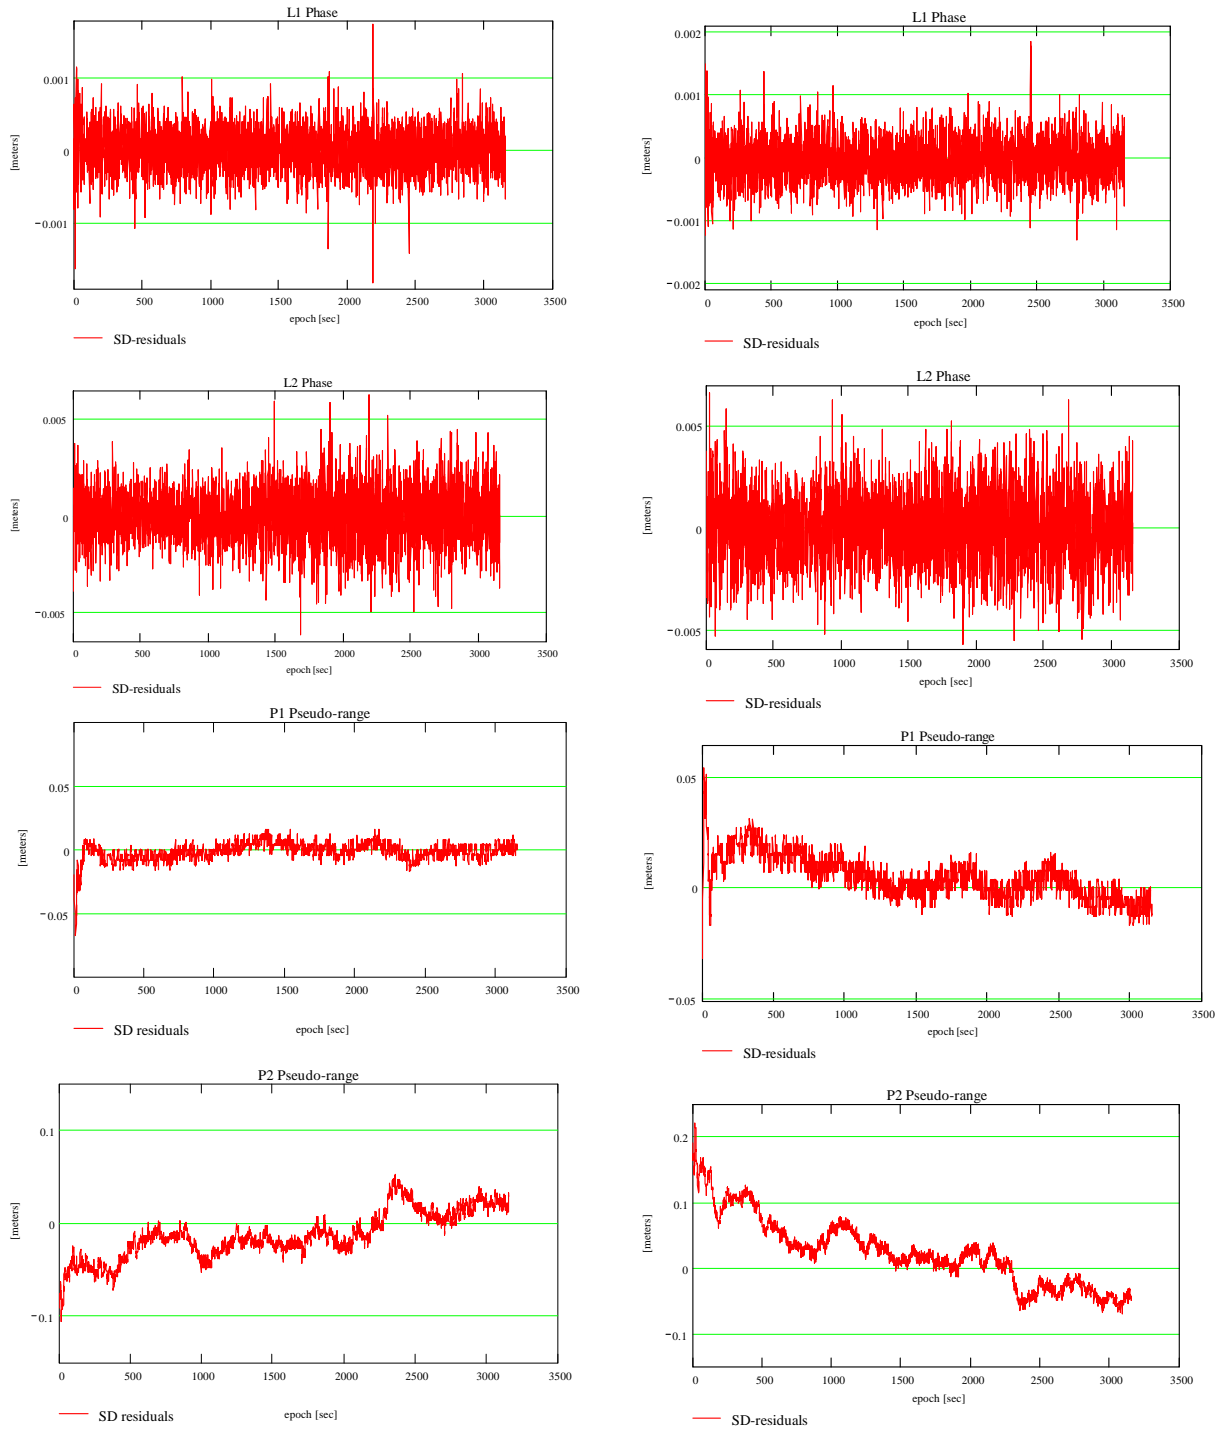 L1 Phase
0.001
0
−0.001
[meters]
0 500 1000 1500 2000 2500 3000 3500
epoch [sec]
SD-residuals
L1 Phase
0.002
0.001
0
−0.001
−0.002
[meters]
0 500 1000 1500 2000 2500 3000 3500
epoch [sec]
SD-residuals
L2 Phase
0.005
0
−0.005
[meters]
0 500 1000 1500 2000 2500 3000 3500
epoch [sec]
SD-residuals
L2 Phase
0.005
0
−0.005
[meters]
0 500 1000 1500 2000 2500 3000 3500
epoch [sec]
SD-residuals
P1 Pseudo-range
0.05
0
−0.05
[meters]
0 500 1000 1500 2000 2500 3000 3500
SD residuals epoch [sec]
P1 Pseudo-range
0.05
0
−0.05
[meters]
0 500 1000 1500 2000 2500 3000 3500
epoch [sec]
SD-residuals
P2 Pseudo-range
0.1
0
−0.1
[meters]
0 500 1000 1500 2000 2500 3000 3500
SD residuals epoch [sec]
P2 Pseudo-range
0.2
0.1
0
−0.1
[meters]
0 500 1000 1500 2000 2500 3000 3500
epoch [sec]
SD-residuals